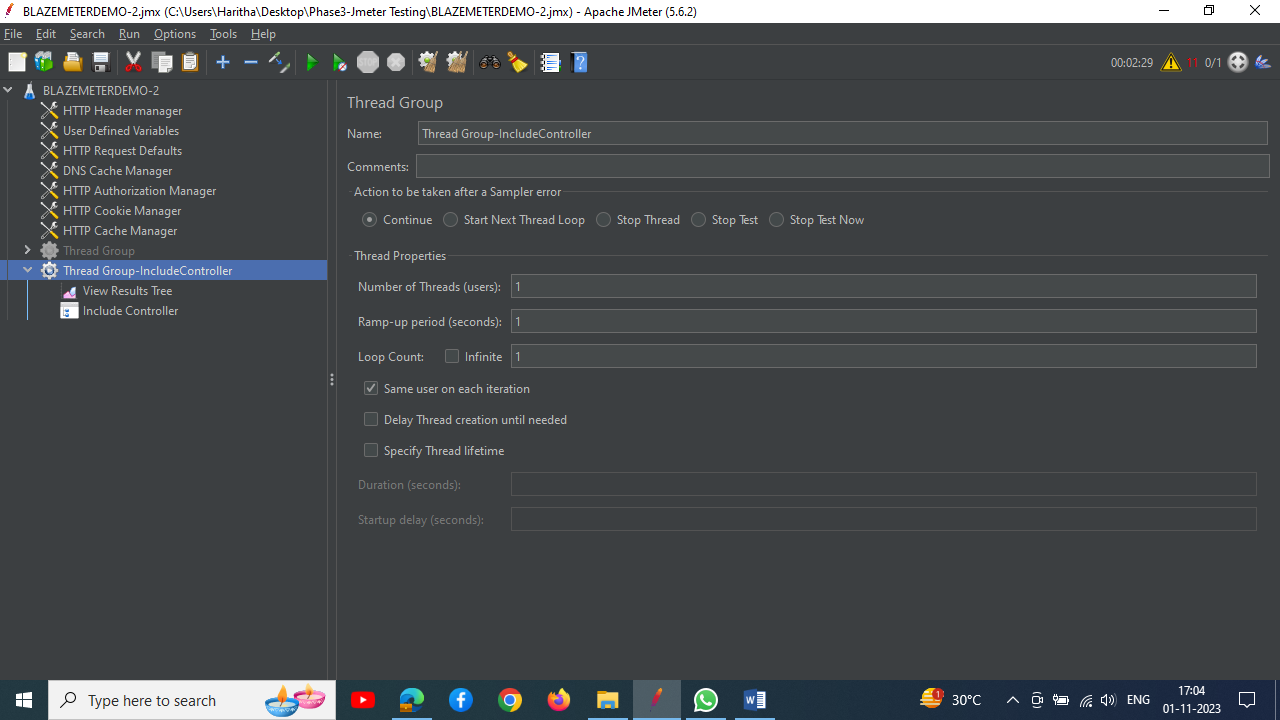 BLAZEMETERDEMO-2.jmx (C:\Users\Haritha\Desktop\Phase3-Jmeter Testing\BLAZEMETERDEMO-2.jmx) - Apache JMeter (5.6.2)
File Edit Search Run Options Tools Help
STOP 00:02:29 11 0/1
BLAZEMETERDEMO-2
HTTP Header manager
User Defined Variables
HTTP Request Defaults
DNS Cache Manager
HTTP Authorization Manager
HTTP Cookie Manager
HTTP Cache Manager
Thread Group
Thread Group-IncludeController
View Results Tree
Include Controller
Thread Group
Name: Thread Group-IncludeController
Comments:
Action to be taken after a Sampler error
Continue Start Next Thread Loop Stop Thread Stop Test Stop Test Now
Thread Properties
Number of Threads (users): 1
Ramp-up period (seconds): 1
Loop Count: Infinite 1
Same user on each iteration
Delay Thread creation until needed
Specify Thread lifetime
Duration (seconds):
Startup delay (seconds):
Type here to search 1 30°C ENG 17:04
01-11-2023